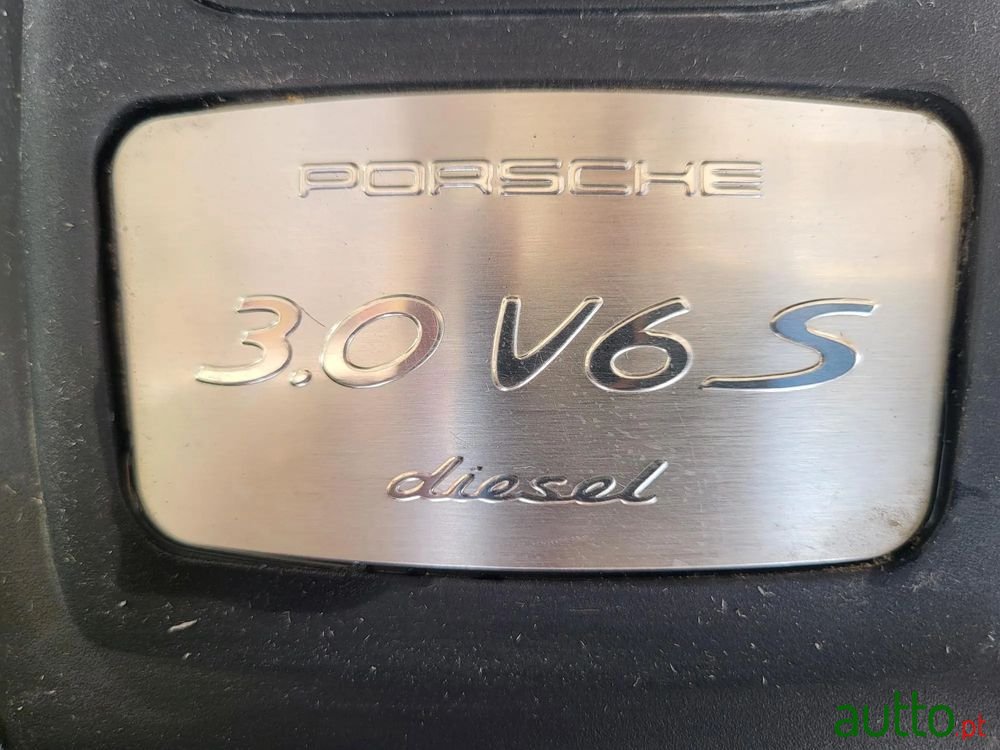 PORSCHE
3.0 V6 S
diesel
autto.pt